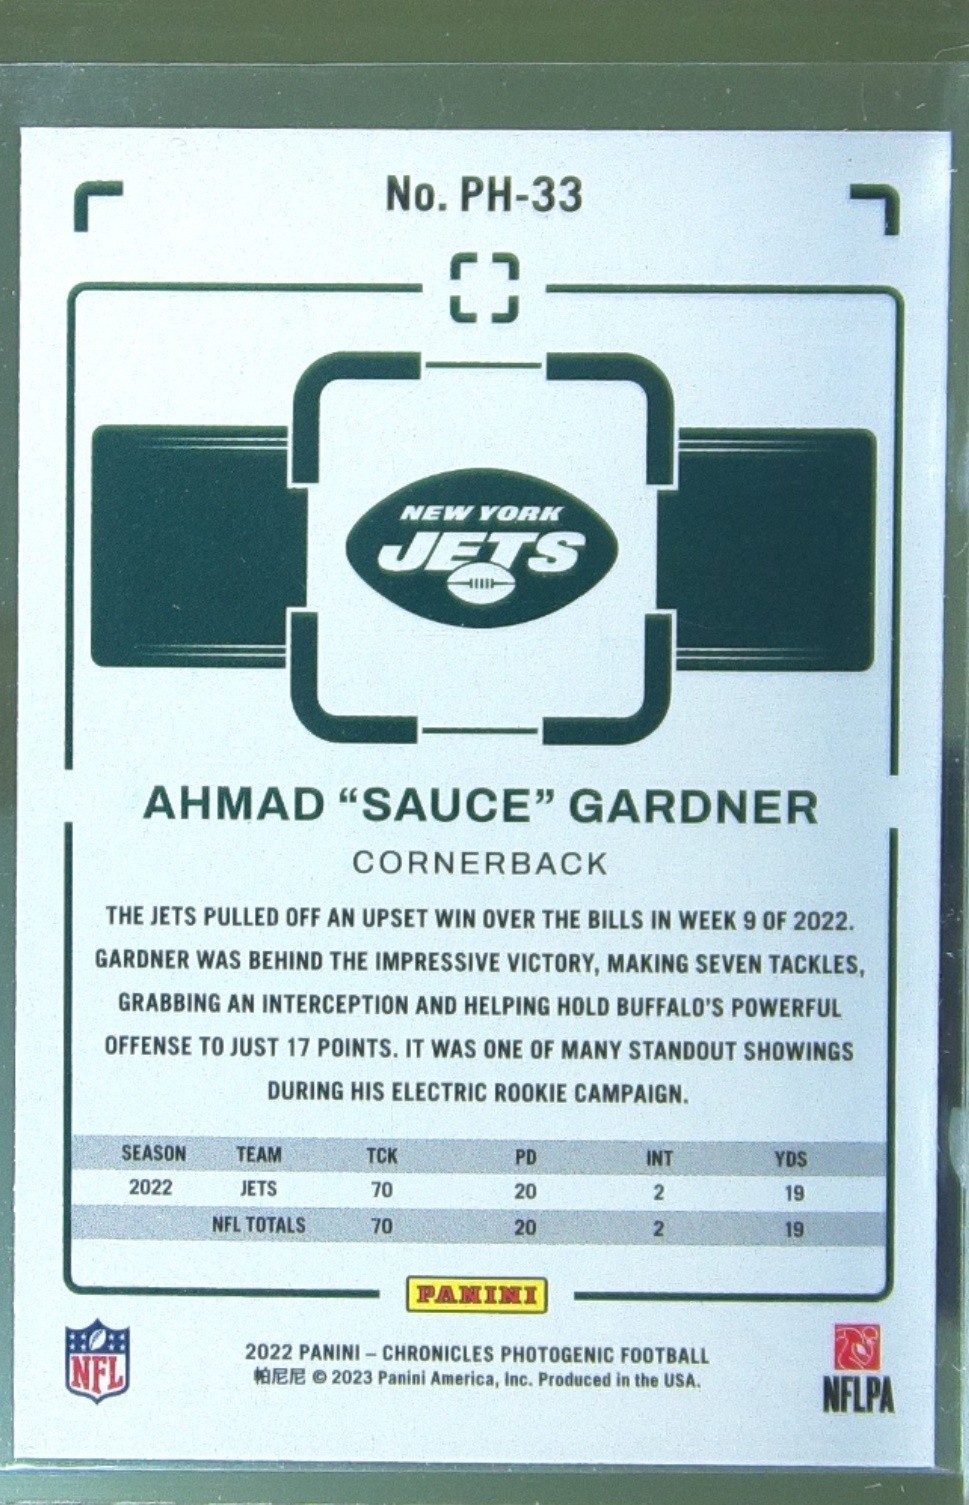 No. PH-33
NEW YORK
JETS
AHMAD “SAUCE” GARDNER
CORNERBACK
THE JETS PULLED OFF AN UPSET WIN OVER THE BILLS IN WEEK 9 OF 2022.
GARDNER WAS BEHIND THE IMPRESSIVE VICTORY, MAKING SEVEN TACKLES,
GRABBING AN INTERCEPTION AND HELPING HOLD BUFFALO'S POWERFUL
OFFENSE TO JUST 17 POINTS. IT WAS ONE OF MANY STANDOUT SHOWINGS
DURING HIS ELECTRIC ROOKIE CAMPAIGN.
SEASON TEAM TCK PD INT YDS
2022 JETS 70 20 2 19
NFL TOTALS 70 20 2 19
PANINI
NFL
2022 PANINI – CHRONICLES PHOTOGENIC FOOTBALL
帕尼尼 © 2023 Panini America, Inc. Produced in the USA.
NFLPA